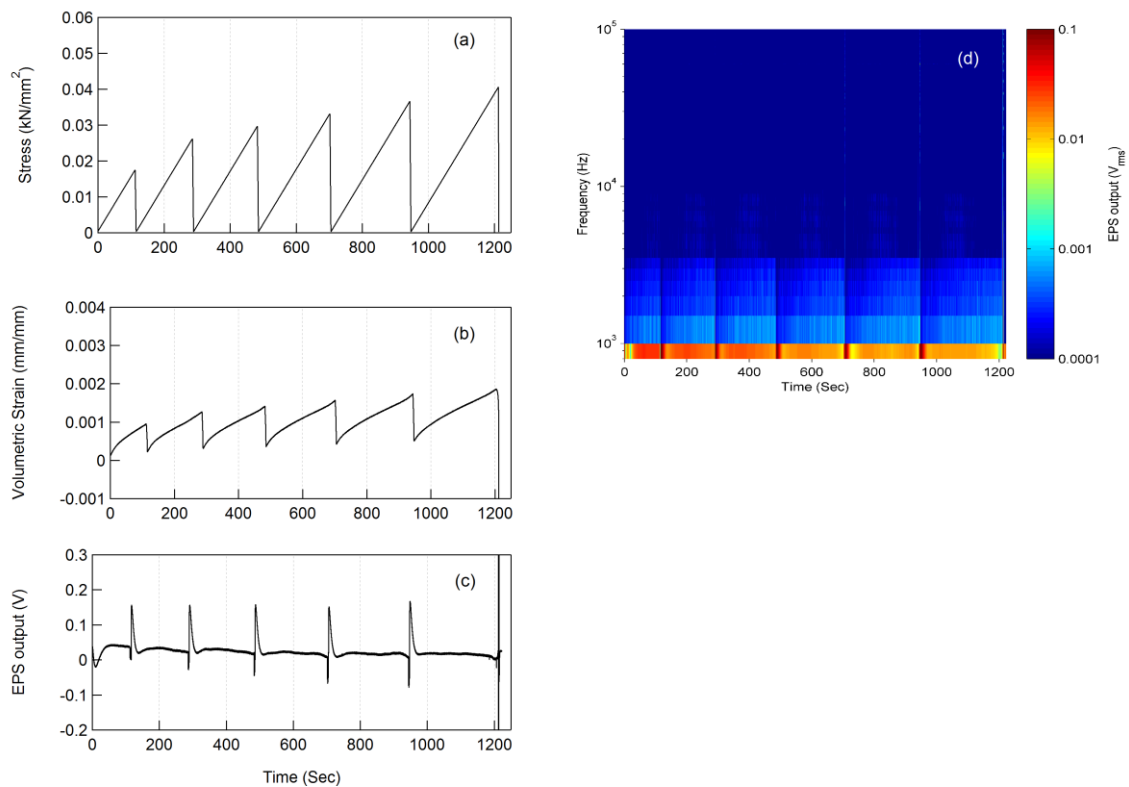 0.06
0.05
0.04
0.03
0.02
0.01
0
Stress (kN/mm²)
(a)
0 200 400 600 800 1000 1200
0.004
0.003
0.002
0.001
0
-0.001
Volumetric Strain (mm/mm)
(b)
0 200 400 600 800 1000 1200
0.3
0.2
0.1
0
-0.1
-0.2
EPS output (V)
(c)
0 200 400 600 800 1000 1200
Time (Sec)
10⁵
10⁴
10³
Frequency (Hz)
(d)
0 200 400 600 800 1000 1200
Time (Sec)
0.1
0.01
0.001
0.0001
EPS output (Vrms)